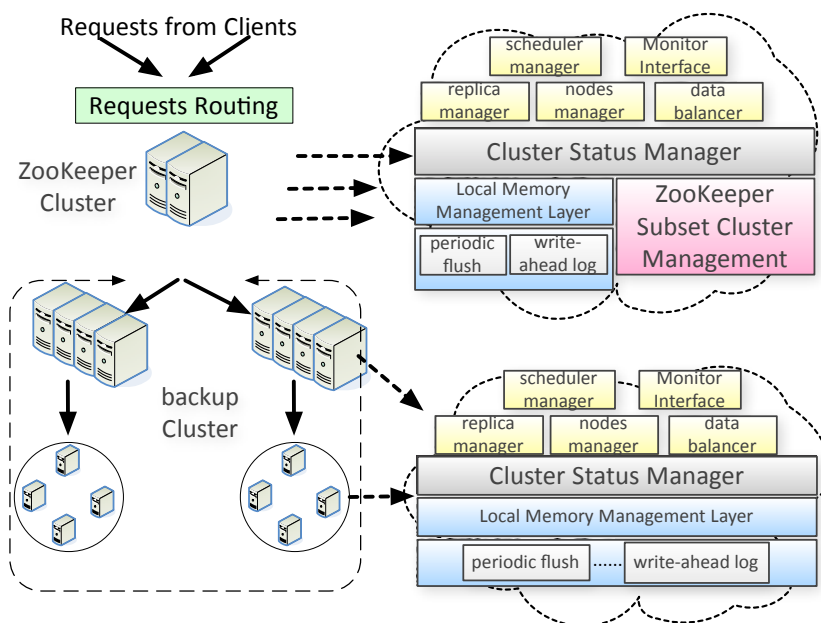 Requests from Clients
Requests Routing
ZooKeeper
Cluster
scheduler
manager
Monitor
Interface
replica
manager
nodes
manager
data
balancer
Cluster Status Manager
Local Memory
Management Layer
periodic
flush
write-
ahead log
ZooKeeper
Subset Cluster
Management
backup
Cluster
scheduler
manager
Monitor
Interface
replica
manager
nodes
manager
data
balancer
Cluster Status Manager
Local Memory Management Layer
periodic flush ...... write-ahead log